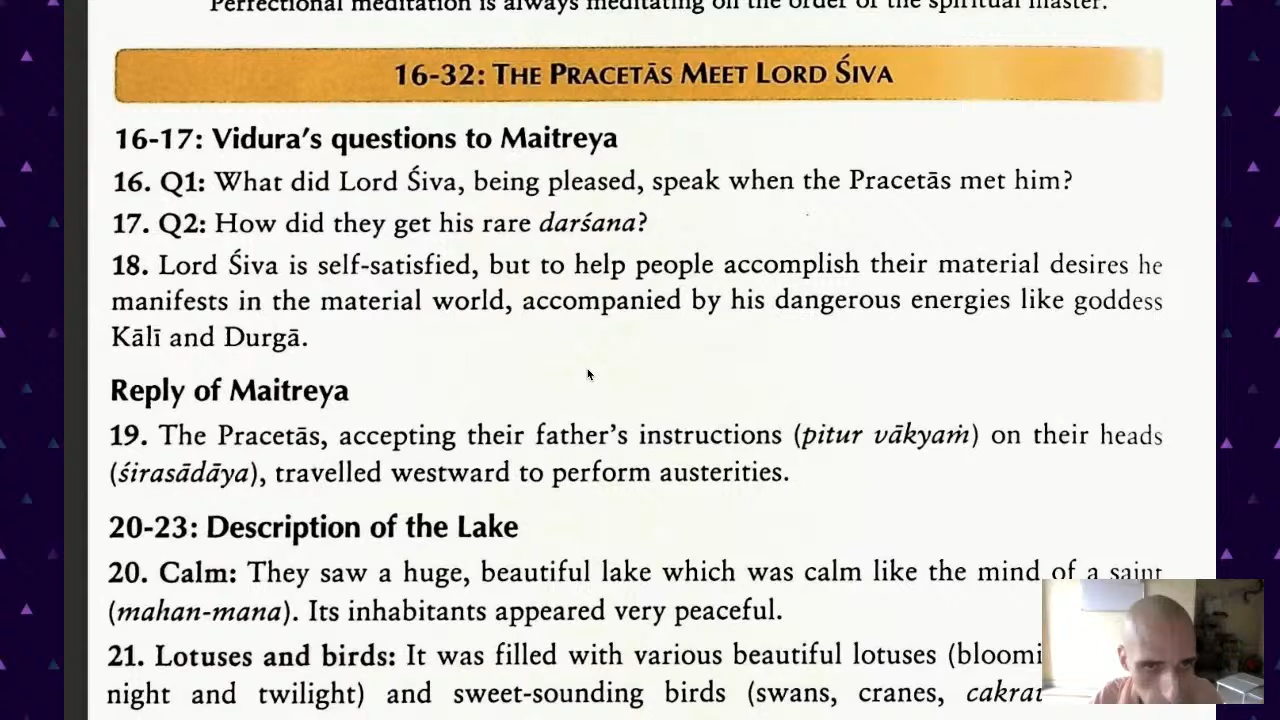 Perfectional meditation is always meditating on the order of the spiritual master.
16-32: THE PRACETĀS MEET LORD ŚIVA
16-17: Vidura's questions to Maitreya
16. Q1: What did Lord Śiva, being pleased, speak when the Pracetās met him?
17. Q2: How did they get his rare darśana?
18. Lord Śiva is self-satisfied, but to help people accomplish their material desires he
manifests in the material world, accompanied by his dangerous energies like goddess
Kālī and Durgā.
Reply of Maitreya
19. The Pracetās, accepting their father's instructions (pitur vākyaṁ) on their heads
(śirasādāya), travelled westward to perform austerities.
20-23: Description of the Lake
20. Calm: They saw a huge, beautiful lake which was calm like the mind of a saint
(mahan-mana). Its inhabitants appeared very peaceful.
21. Lotuses and birds: It was filled with various beautiful lotuses
night and twilight) and sweet-sounding birds (swans, cranes,